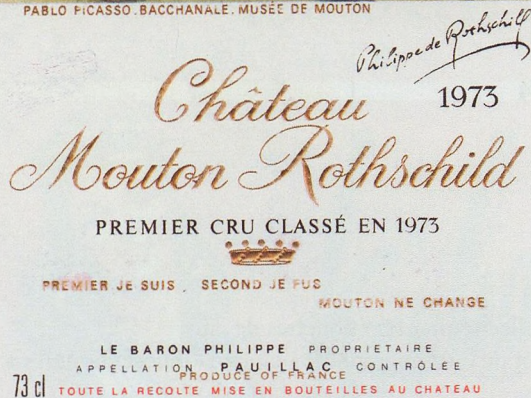 PABLO PICASSO.BACCHANALE.MUSÉE DE MOUTON
Philippe de Rothschild
Château
1973
Mouton Rothschild
PREMIER CRU CLASSÉ EN 1973
PREMIER JE SUIS . SECOND JE FUS
MOUTON NE CHANGE
LE BARON PHILIPPE PROPRIETAIRE
APPELLATION PAUILLAC CONTRÔLÉE
PRODUCE OF FRANCE
73 cl TOUTE LA RECOLTE MISE EN BOUTEILLES AU CHATEAU